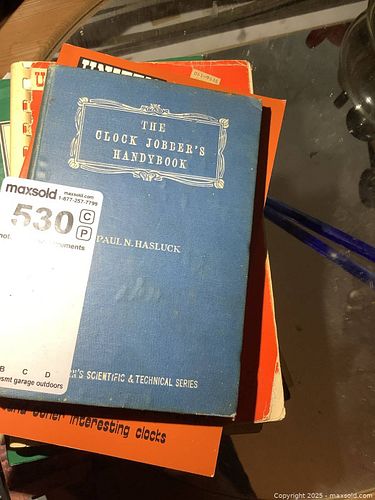 THE
CLOCK JOBBER'S
HANDYBOOK
maxsold
maxsold.com
1-877-257-7799
530 C
P
PAUL N. HASLUCK
B C D
garage outdoors
SCIENTIFIC & TECHNICAL SERIES
other interesting clocks
Copyright © 2025 - maxsold.com